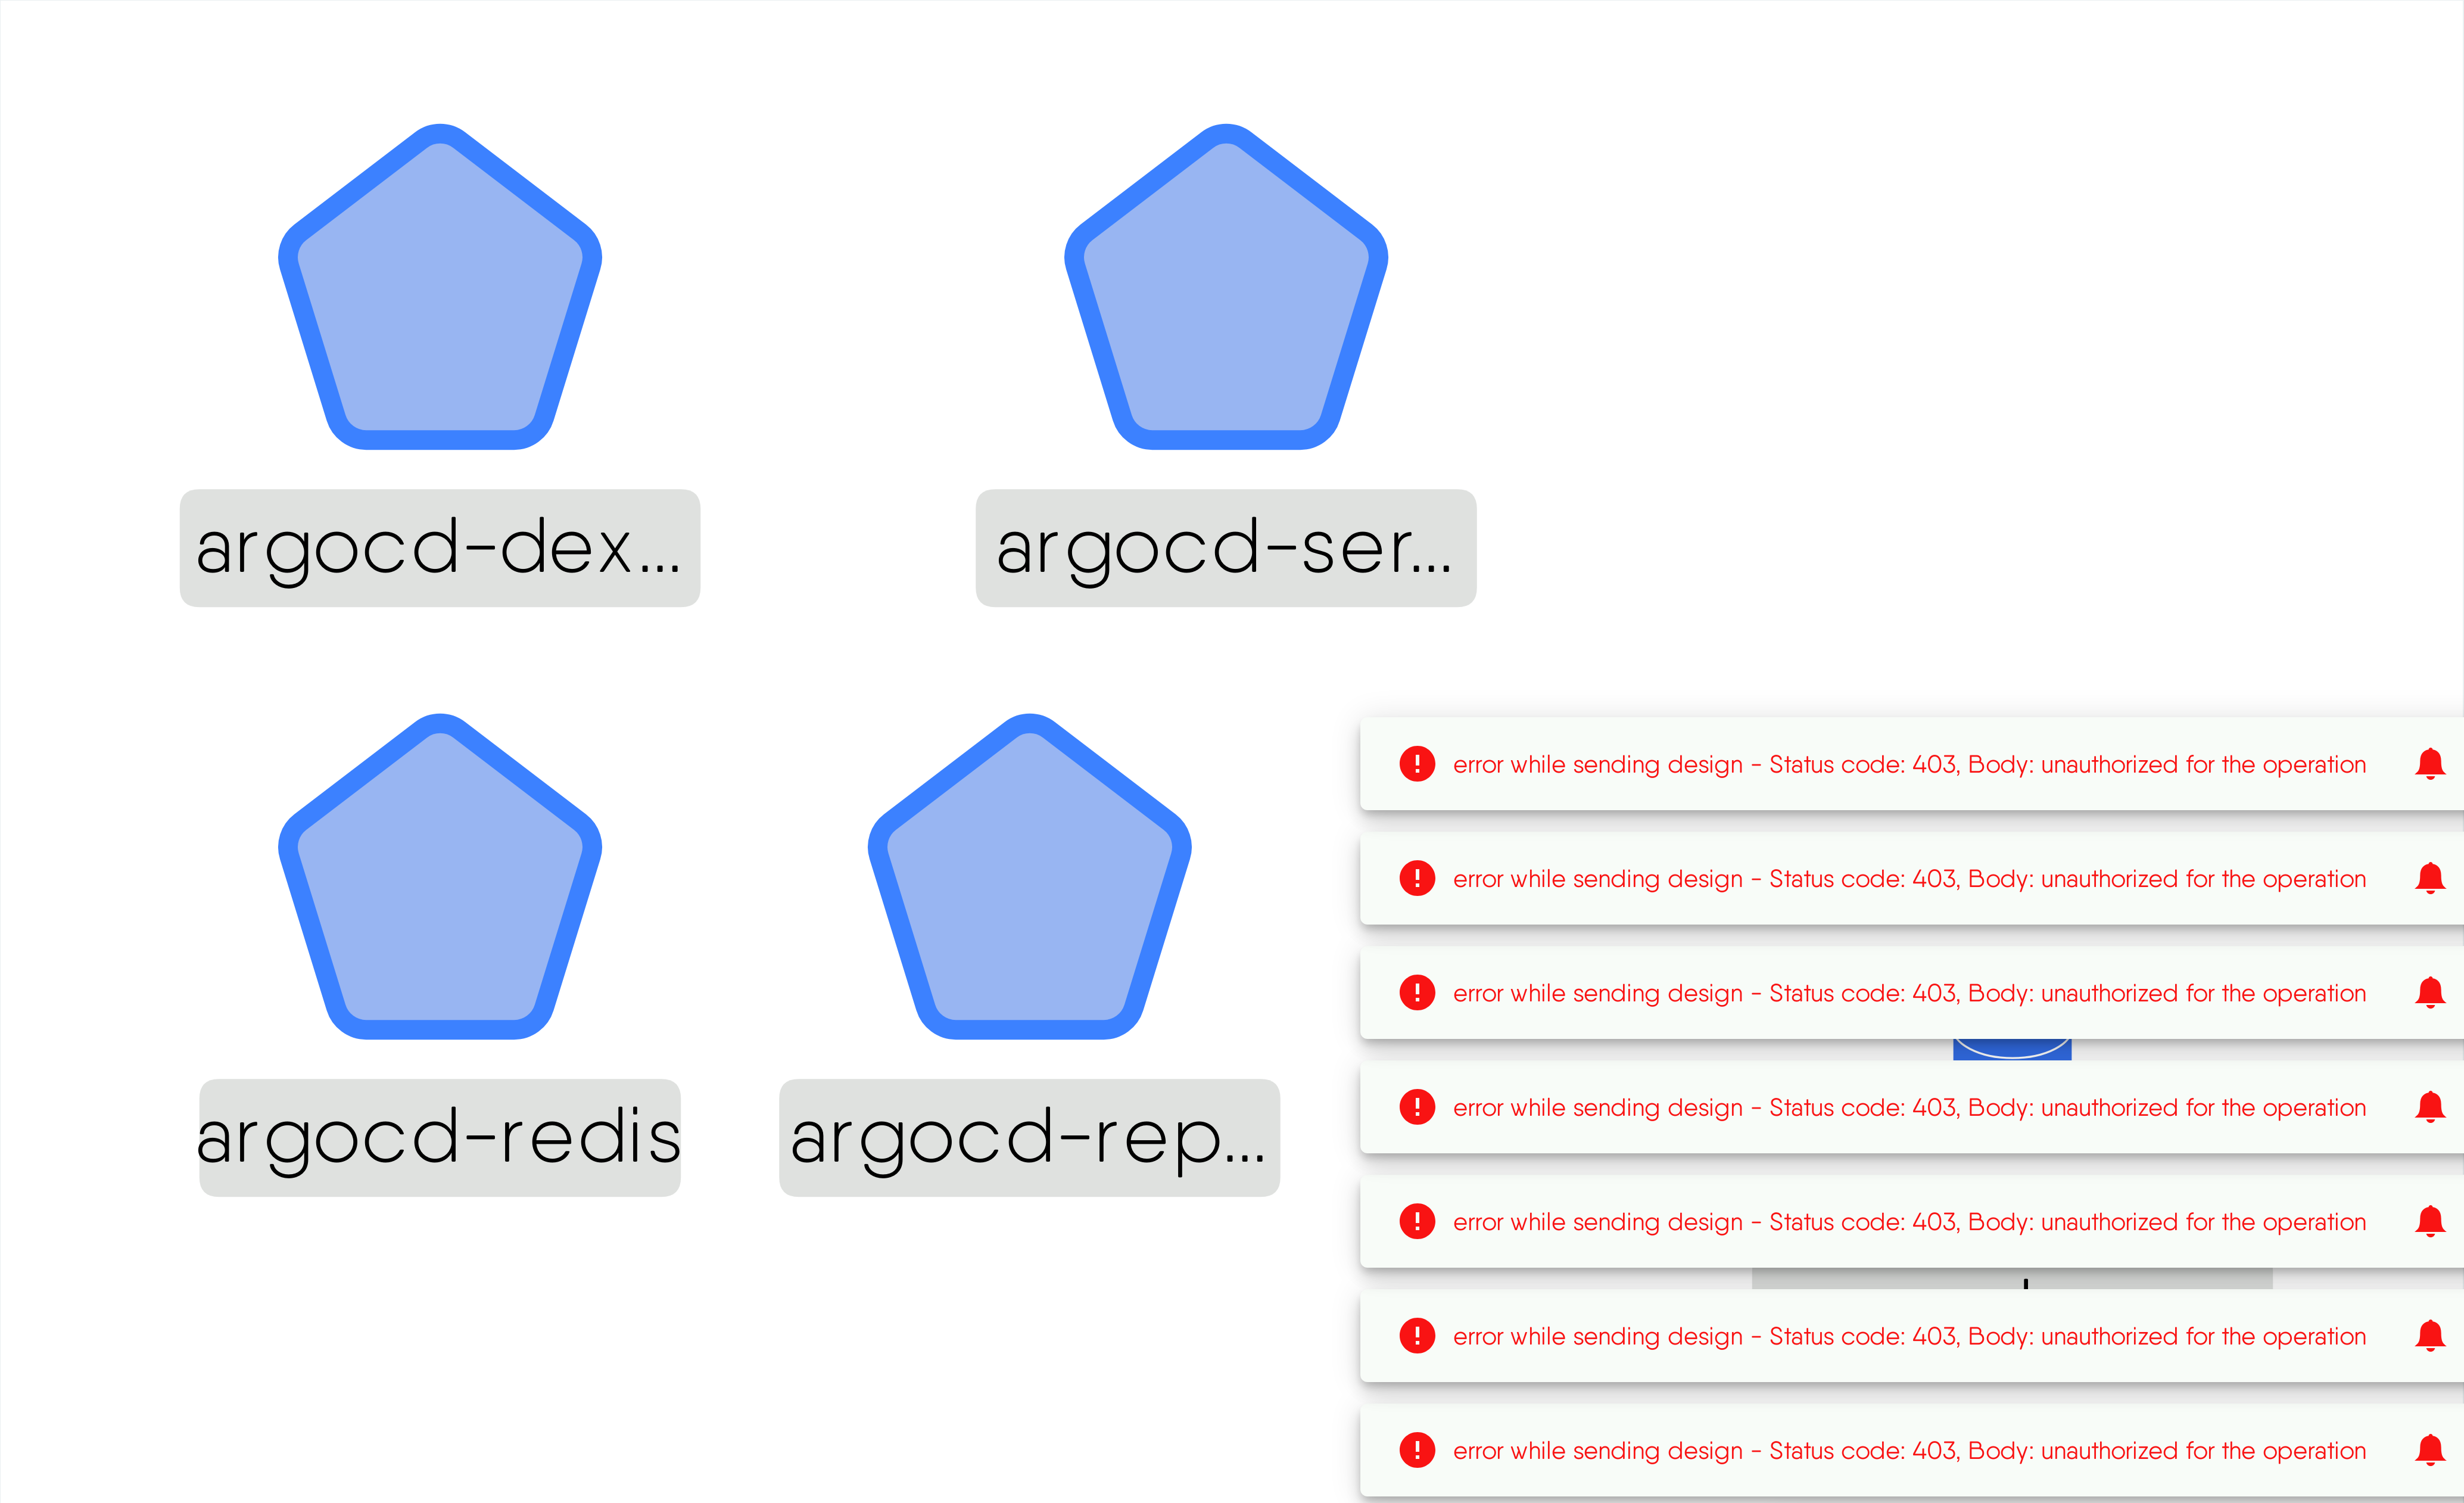 argocd-dex...
argocd-ser...
argocd-redis
argocd-rep...
error while sending design - Status code: 403, Body: unauthorized for the operation
error while sending design - Status code: 403, Body: unauthorized for the operation
error while sending design - Status code: 403, Body: unauthorized for the operation
error while sending design - Status code: 403, Body: unauthorized for the operation
error while sending design - Status code: 403, Body: unauthorized for the operation
error while sending design - Status code: 403, Body: unauthorized for the operation
error while sending design - Status code: 403, Body: unauthorized for the operation